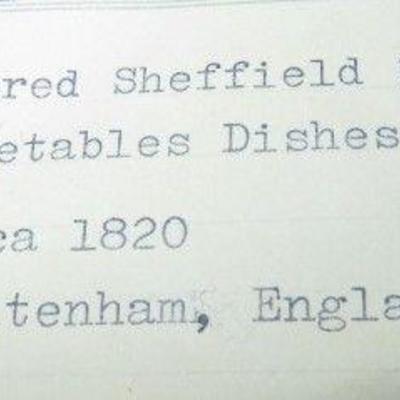 red Sheffield
etables Dishes
ca 1820
tenham, Engla